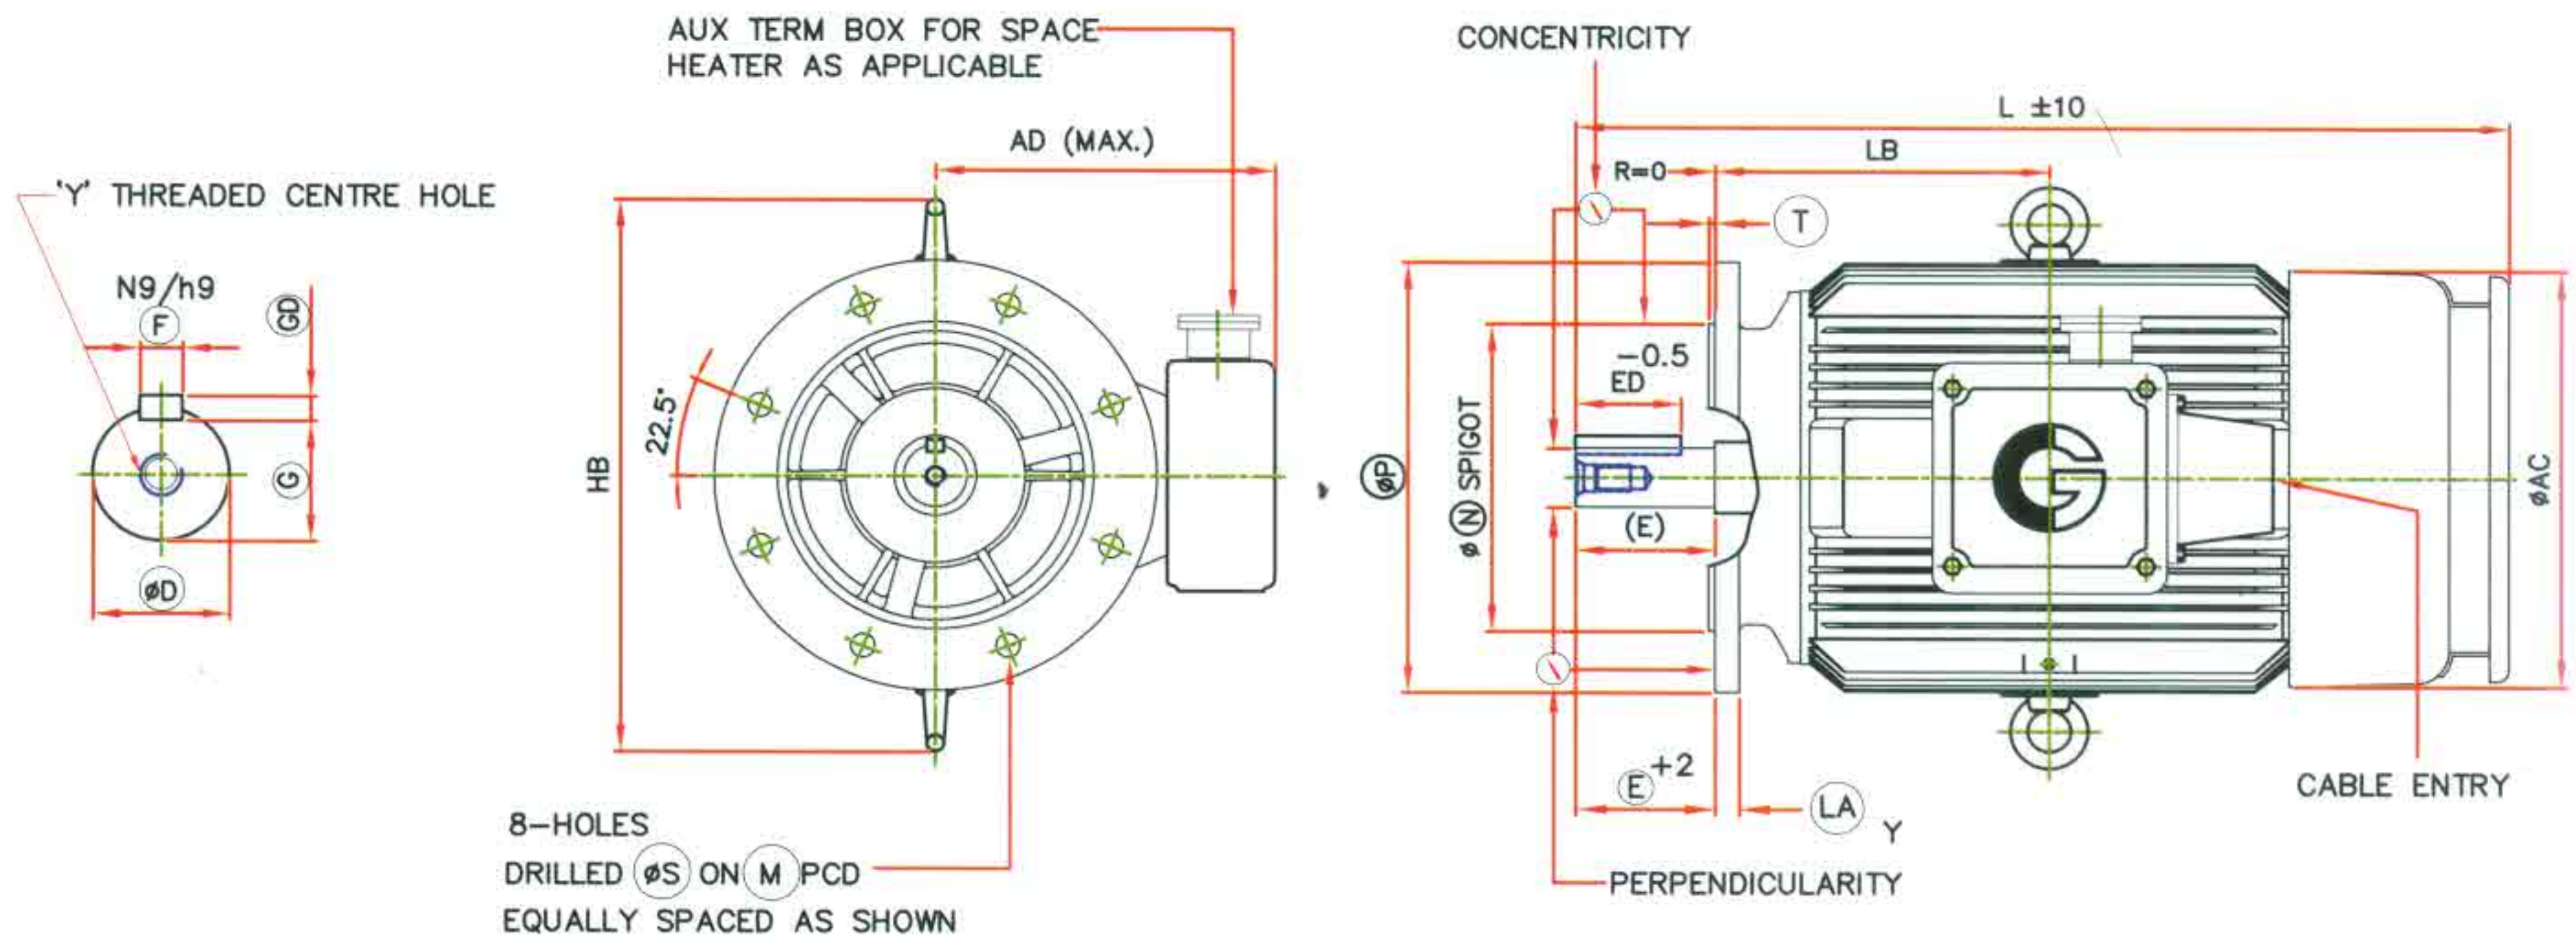 AUX TERM BOX FOR SPACE
HEATER AS APPLICABLE
AD (MAX.)
'Y' THREADED CENTRE HOLE
N9/h9
F
GD
G
øD
HB
22.5°
8-HOLES
DRILLED øS ON M PCD
EQUALLY SPACED AS SHOWN
CONCENTRICITY
L ±10
LB
R=0
T
-0.5
ED
øP
ø N SPIGOT
(E)
G
øAC
E +2
LA
Y
CABLE ENTRY
PERPENDICULARITY